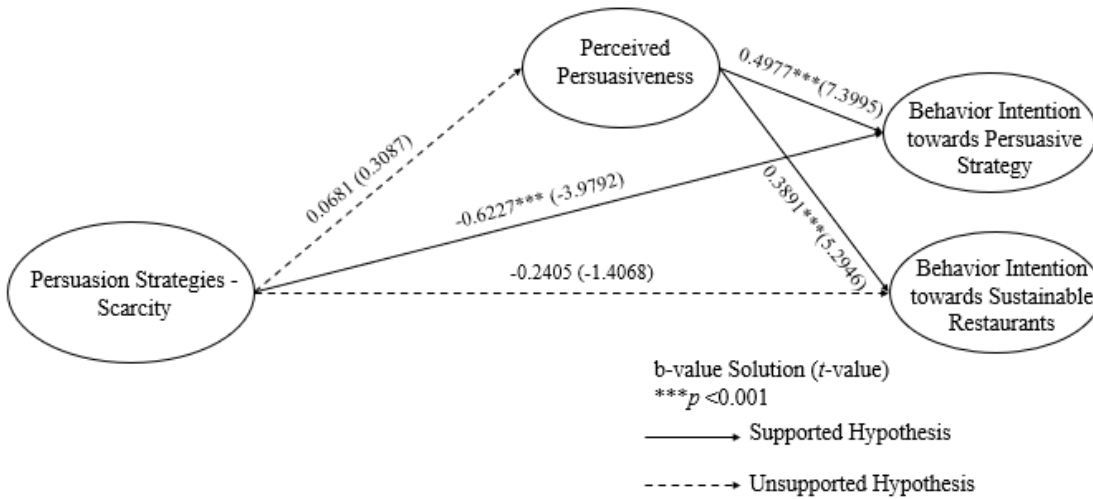 Perceived
Persuasiveness
0.4977***(7.3995)
Behavior Intention
towards Persuasive
Strategy
0.0681 (0.3087)
-0.6227*** (-3.9792)
0.3891***(5.2946)
Persuasion Strategies -
Scarcity
-0.2405 (-1.4068)
Behavior Intention
towards Sustainable
Restaurants
b-value Solution (t-value)
***p <0.001
Supported Hypothesis
Unsupported Hypothesis